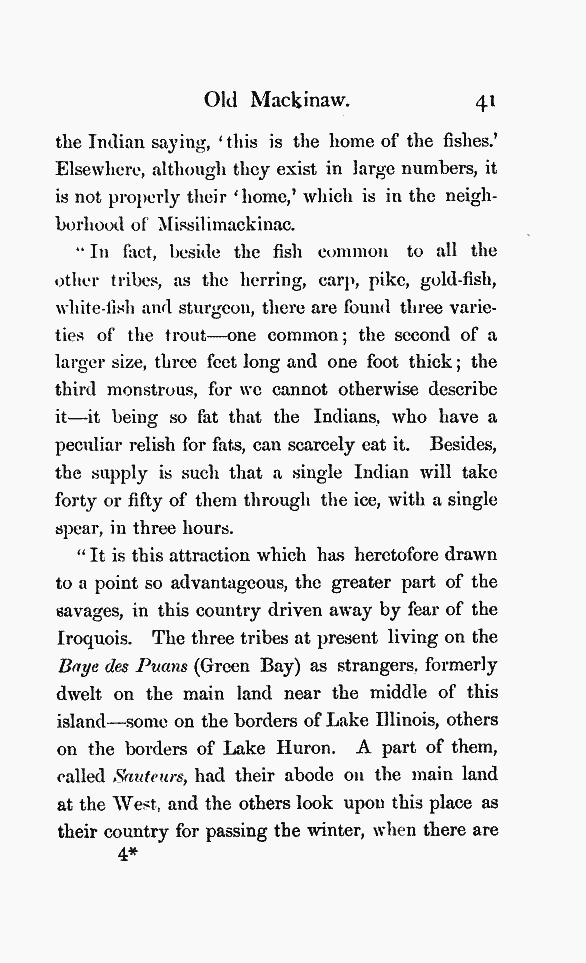 Old Mackinaw. 41
the Indian saying, ‘this is the home of the fishes.’
Elsewhere, although they exist in large numbers, it
is not properly their ‘home,’ which is in the neigh-
borhood of Missilimackinac.
“In fact, beside the fish common to all the
other tribes, as the herring, carp, pike, gold-fish,
white-fish and sturgeon, there are found three varie-
ties of the trout—one common; the second of a
larger size, three feet long and one foot thick; the
third monstrous, for we cannot otherwise describe
it—it being so fat that the Indians, who have a
peculiar relish for fats, can scarcely eat it. Besides,
the supply is such that a single Indian will take
forty or fifty of them through the ice, with a single
spear, in three hours.
“It is this attraction which has heretofore drawn
to a point so advantageous, the greater part of the
savages, in this country driven away by fear of the
Iroquois. The three tribes at present living on the
Baye des Puans (Green Bay) as strangers, formerly
dwelt on the main land near the middle of this
island—some on the borders of Lake Illinois, others
on the borders of Lake Huron. A part of them,
called Sauteurs, had their abode on the main land
at the West, and the others look upon this place as
their country for passing the winter, when there are
4*